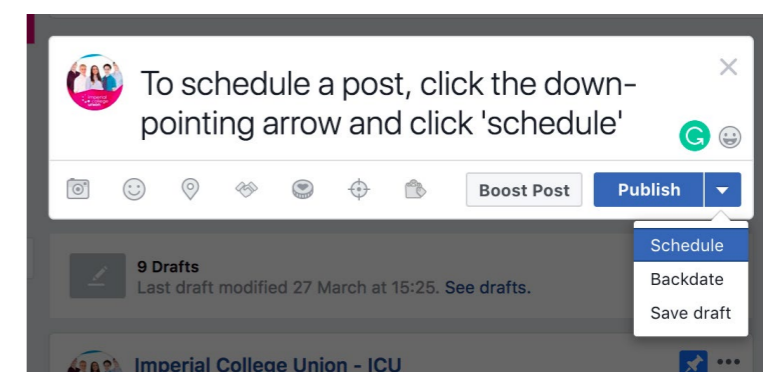 To schedule a post, click the down-
pointing arrow and click 'schedule'
Boost Post
Publish
Schedule
Backdate
Save draft
9 Drafts
Last draft modified 27 March at 15:25. See drafts.
Imperial College Union - ICU